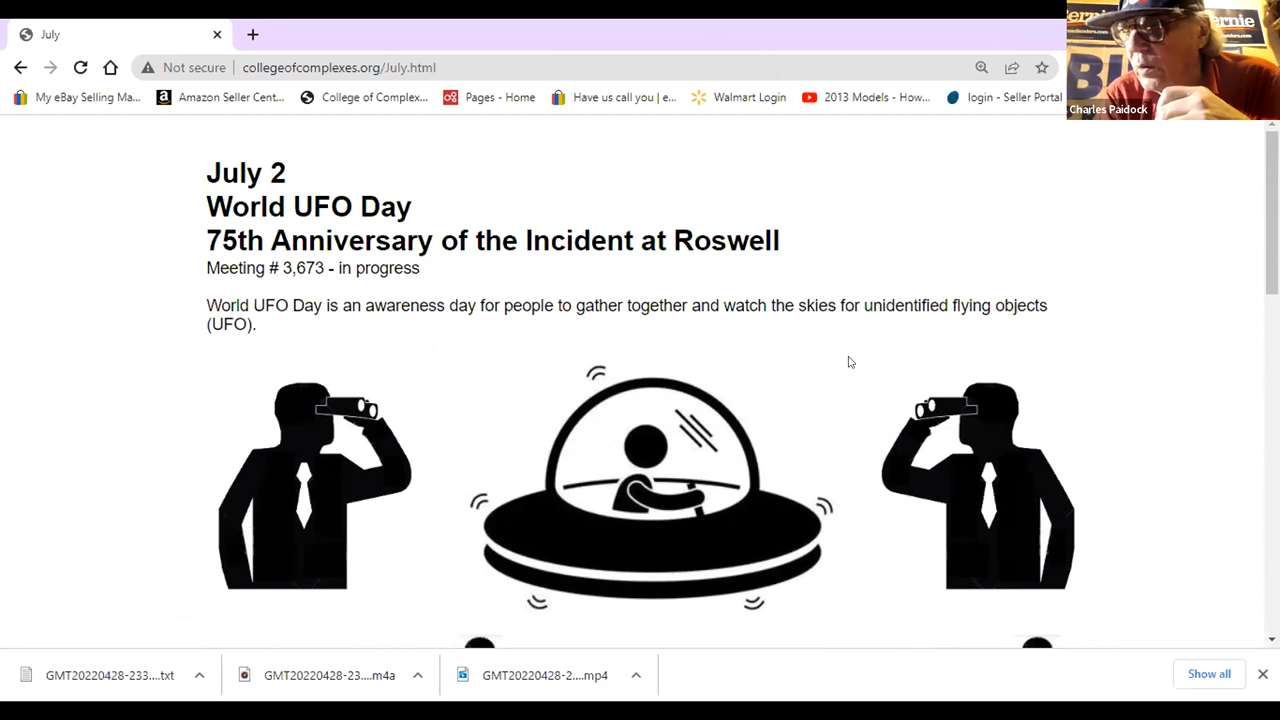 July
Not secure
collegeofcomplexes.org/July.html
My eBay Selling Ma...
Amazon Seller Cent...
College of Complex...
Pages - Home
Have us call you | e...
Walmart Login
2013 Models - How...
login - Seller Portal
ernie
ernie
Charles Paidock
July 2
World UFO Day
75th Anniversary of the Incident at Roswell
Meeting # 3,673 - in progress
World UFO Day is an awareness day for people to gather together and watch the skies for unidentified flying objects
(UFO).
GMT20220428-233....txt
GMT20220428-23....m4a
GMT20220428-2....mp4
Show all